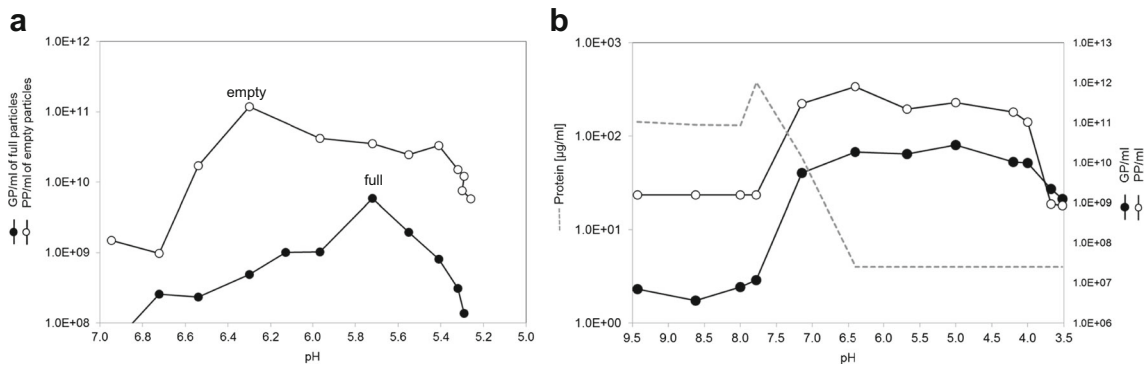 a
GP/ml of full particles
PP/ml of empty particles
1.0E+12
1.0E+11
1.0E+10
1.0E+09
1.0E+08
empty
full
7.0 6.8 6.6 6.4 6.2 6.0 5.8 5.6 5.4 5.2 5.0
pH
b
Protein [µg/ml]
1.0E+03
1.0E+02
1.0E+01
1.0E+00
1.0E+13
1.0E+12
1.0E+11
1.0E+10
1.0E+09
1.0E+08
1.0E+07
1.0E+06
GP/ml
PP/ml
9.5 9.0 8.5 8.0 7.5 7.0 6.5 6.0 5.5 5.0 4.5 4.0 3.5
pH